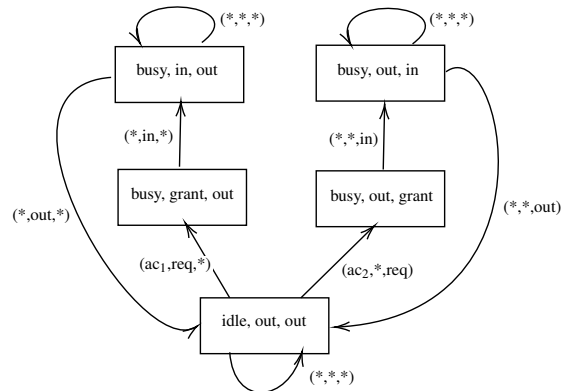 (*,*,*) (*,*,*)
busy, in, out busy, out, in
(*,in,*) (*,*,in)
busy, grant, out busy, out, grant
(*,out,*) (*,*,out)
(ac₁,req,*) (ac₂,*,req)
idle, out, out
(*,*,*)